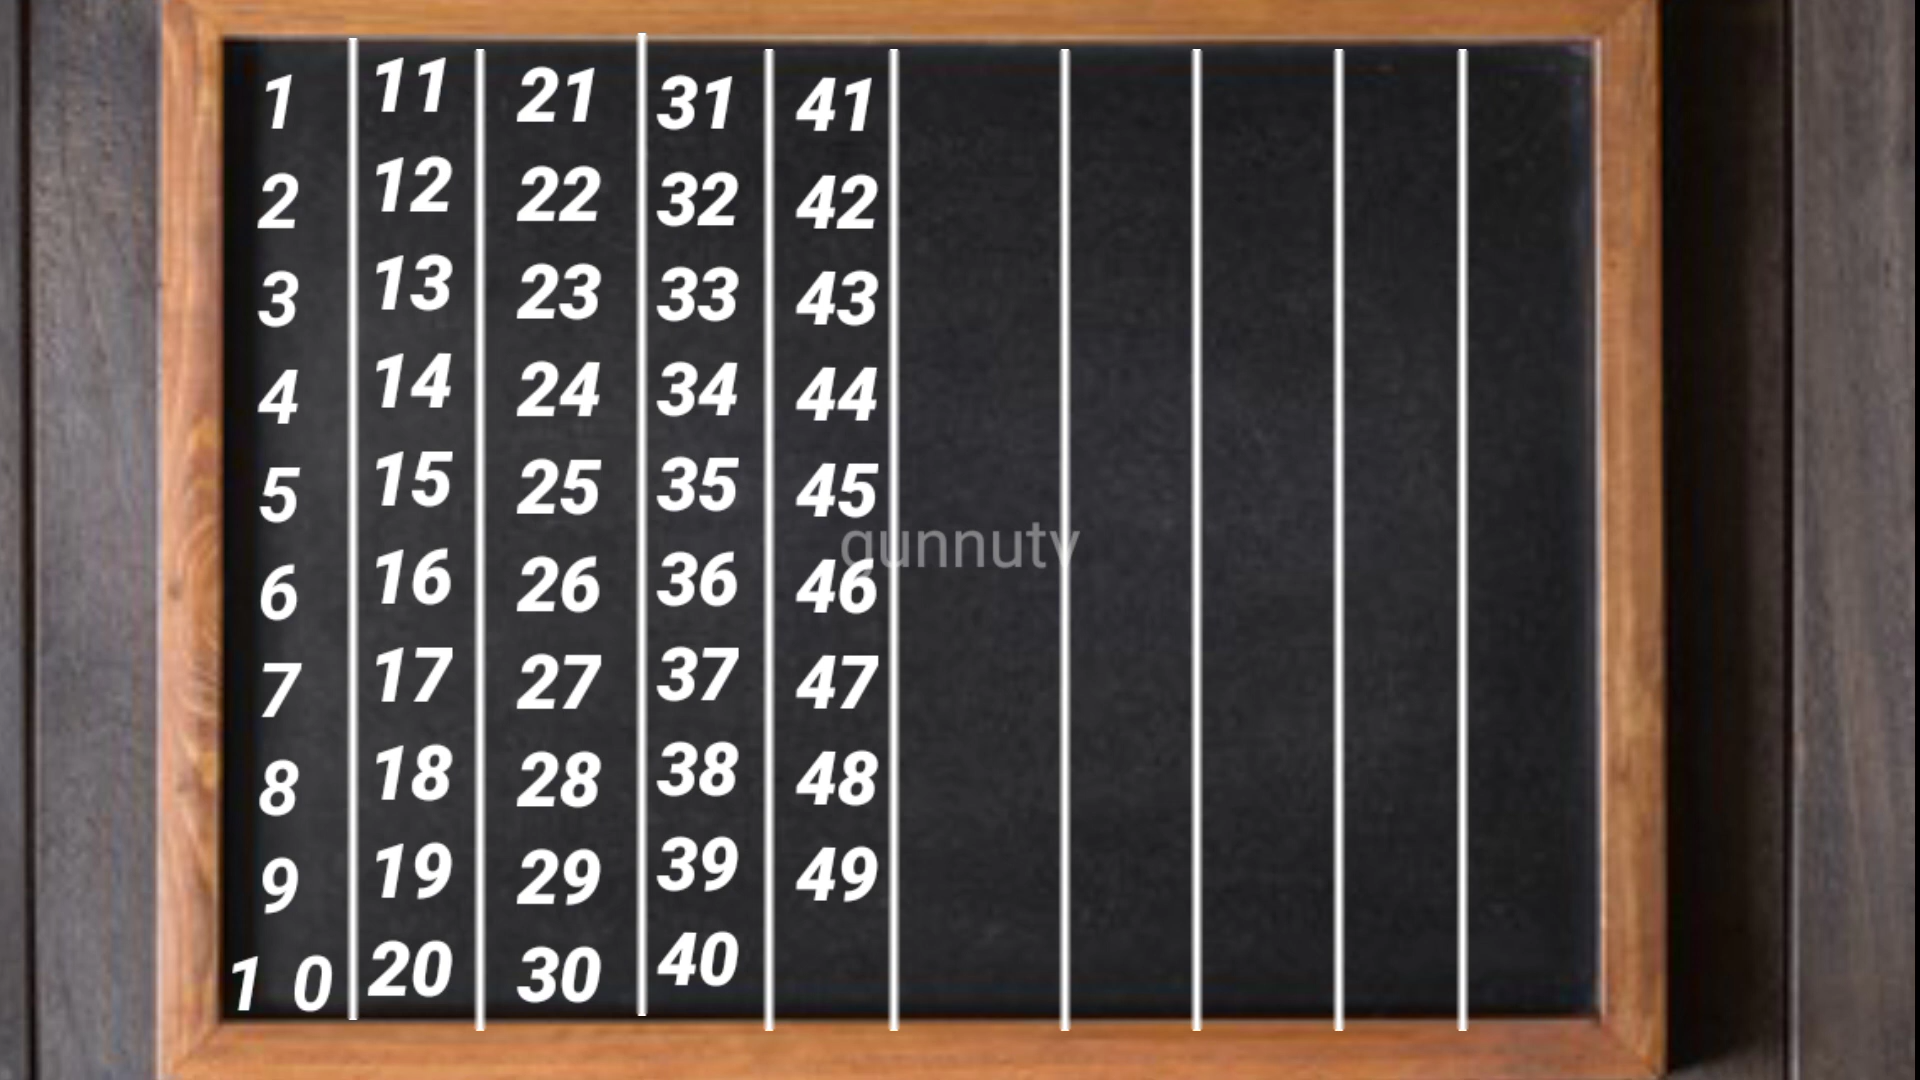 1 11 21 31 41
2 12 22 32 42
3 13 23 33 43
4 14 24 34 44
5 15 25 35 45
gunnuty
6 16 26 36 46
7 17 27 37 47
8 18 28 38 48
9 19 29 39 49
1 0 20 30 40